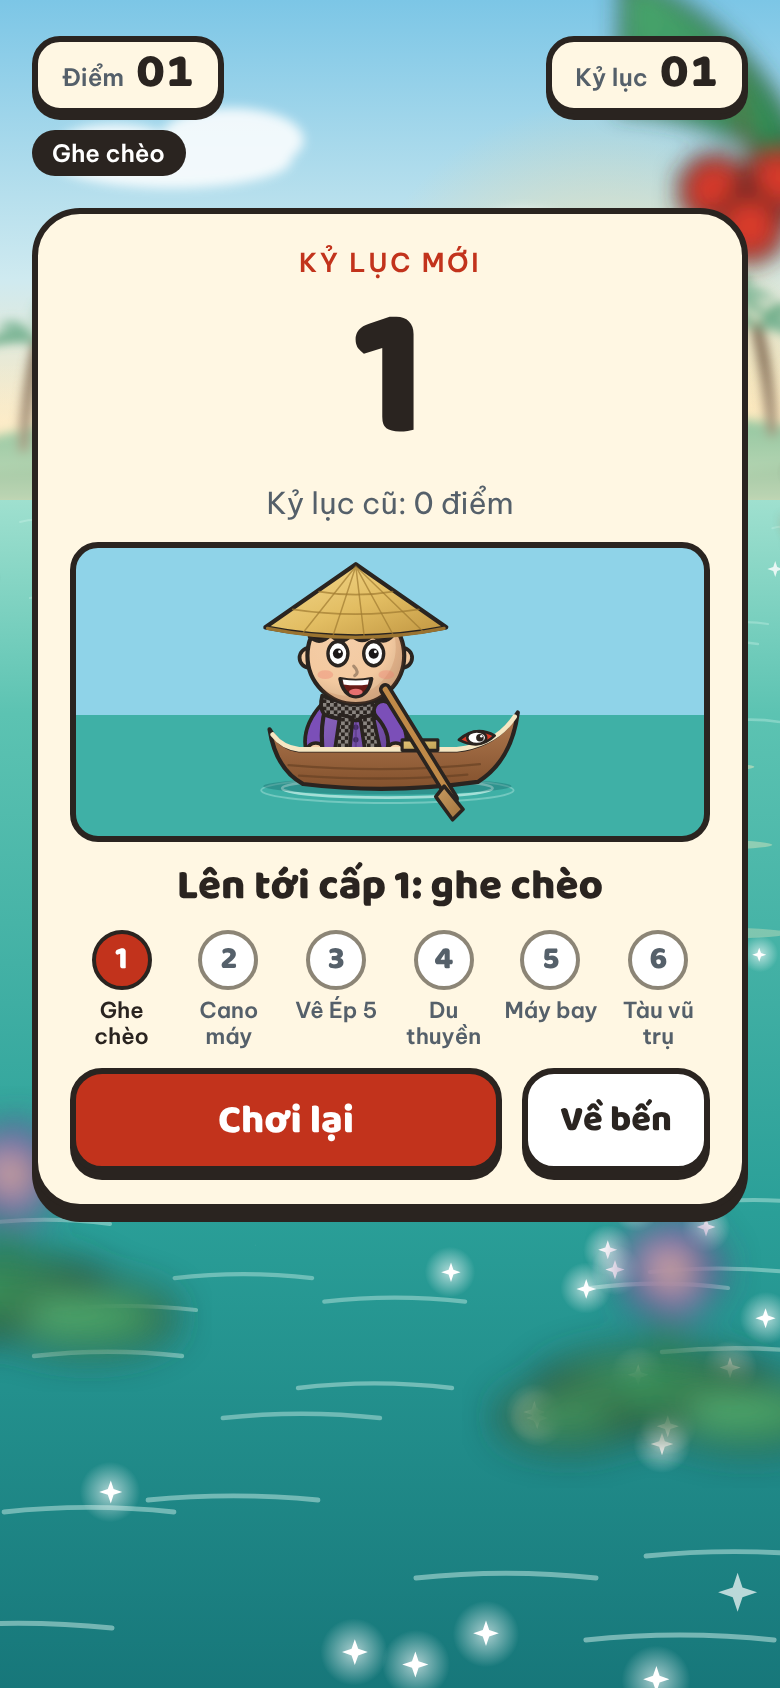 Điểm 01
Kỷ lục 01
Ghe chèo
KỶ LỤC MỚI
1
Kỷ lục cũ: 0 điểm
Lên tới cấp 1: ghe chèo
1 2 3 4 5 6
Ghe chèo
Cano máy
Vê Ép 5
Du thuyền
Máy bay
Tàu vũ trụ
Chơi lại
Về bến